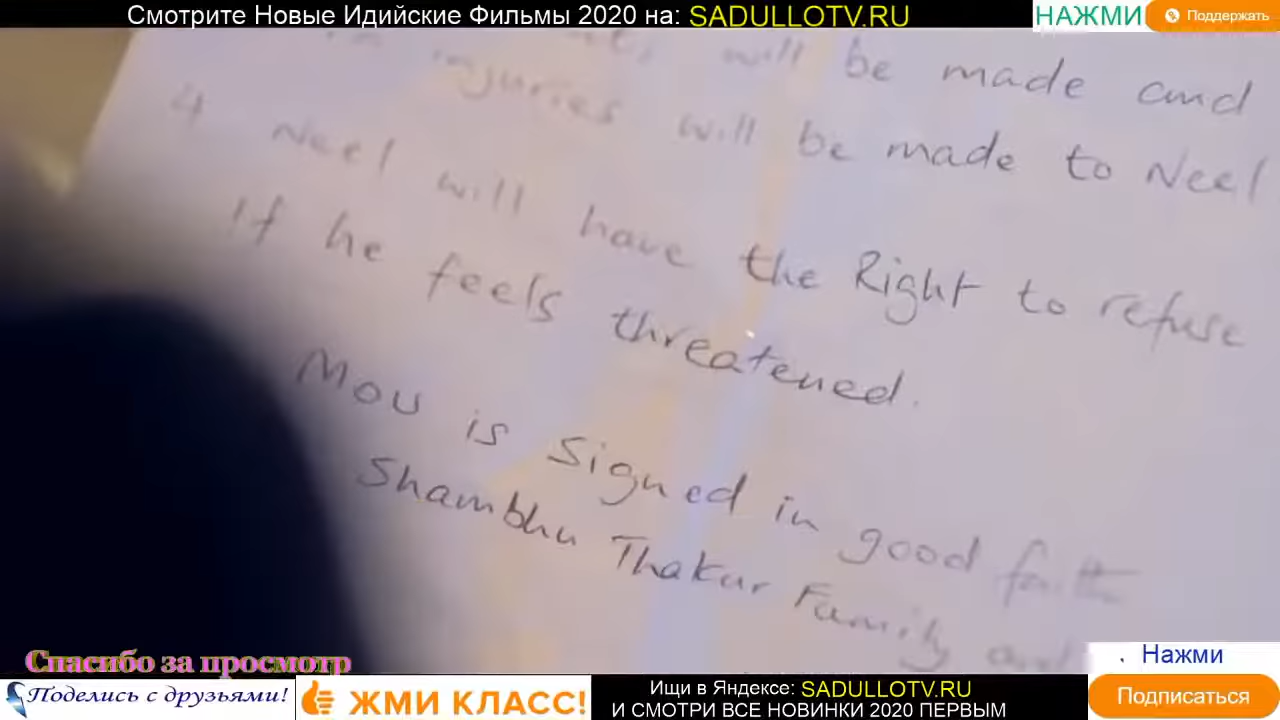 Смотрите Новые Идийские Фильмы 2020 на: SADULLOTV.RU
НАЖМИ
Поддержать
will be made and
injuries will be made to Neel
4 Neel will have the Right to refuse
If he feels threatened.
MOU is signed in good faith
Shambhu Thakur Family and
Спасибо за просмотр
Поделись с друзьями!
ЖМИ КЛАСС!
Ищи в Яндексе: SADULLOTV.RU
И СМОТРИ ВСЕ НОВИНКИ 2020 ПЕРВЫМ
Нажми
Подписаться